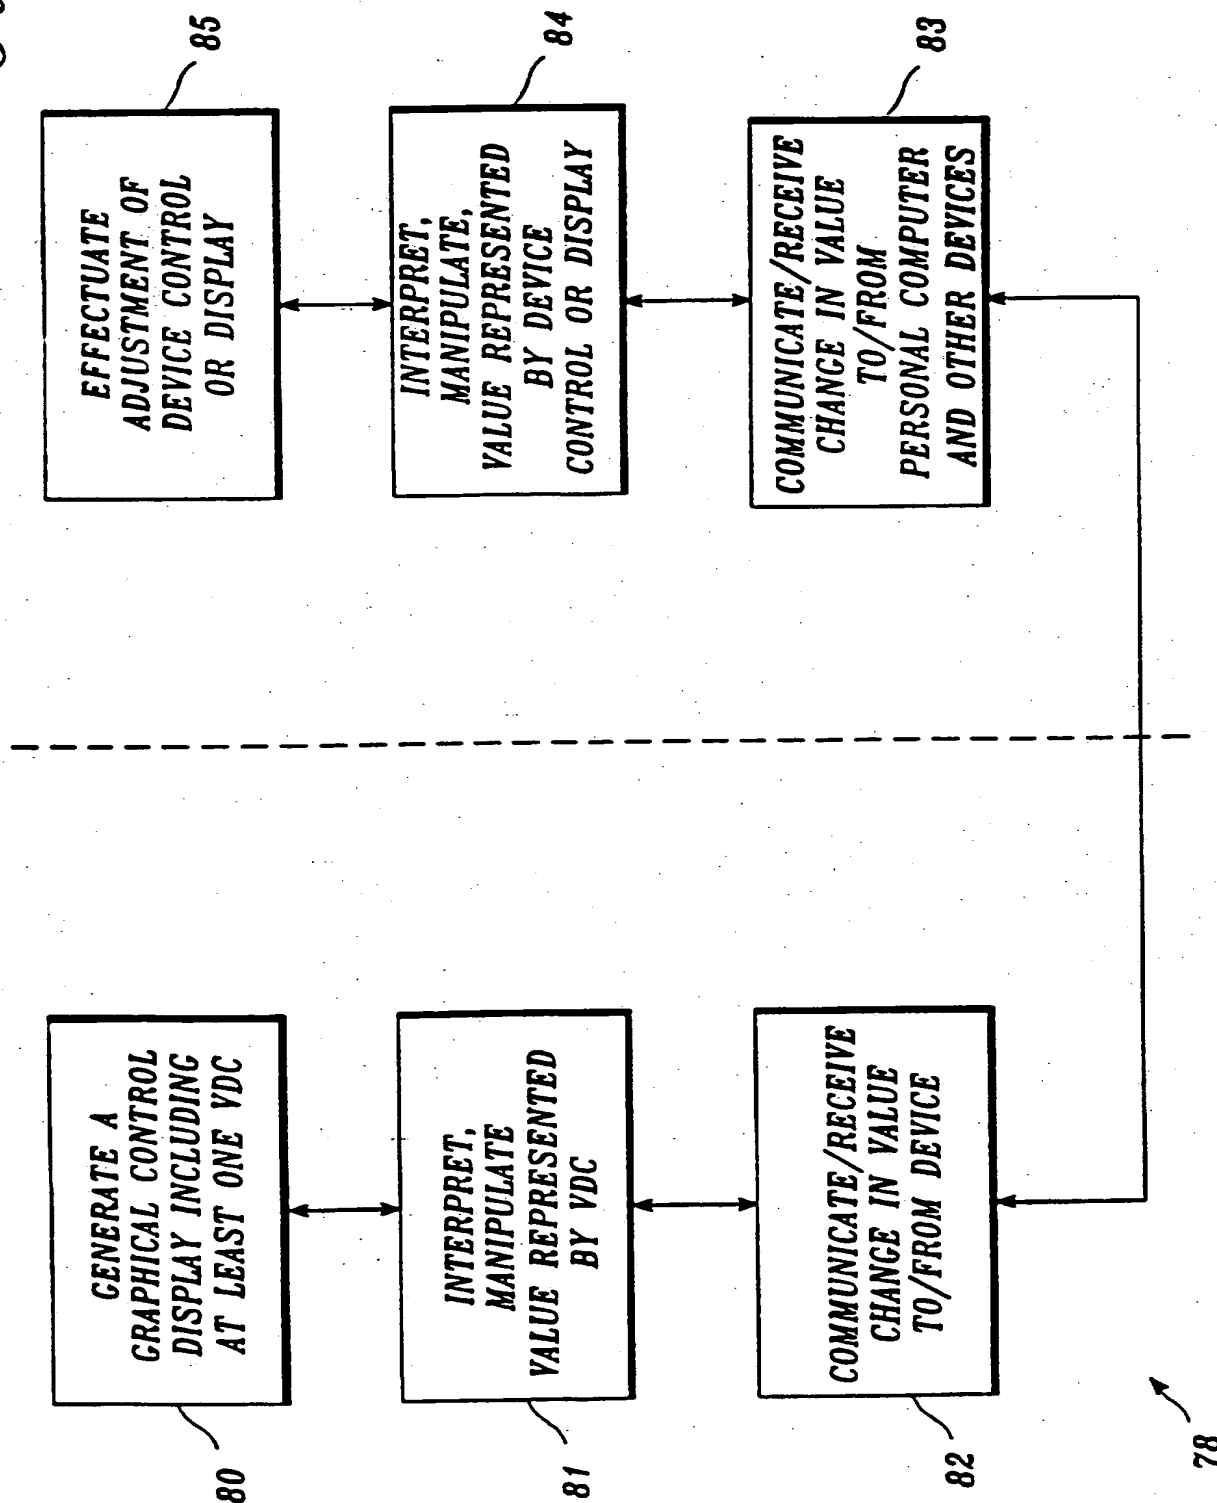 GENERATE A
GRAPHICAL CONTROL
DISPLAY INCLUDING
AT LEAST ONE VDC
80
INTERPRET,
MANIPULATE
VALUE REPRESENTED
BY VDC
81
COMMUNICATE/RECEIVE
CHANGE IN VALUE
TO/FROM DEVICE
82
EFFECTUATE
ADJUSTMENT OF
DEVICE CONTROL
OR DISPLAY
85
INTERPRET,
MANIPULATE,
VALUE REPRESENTED
BY DEVICE
CONTROL OR DISPLAY
84
COMMUNICATE/RECEIVE
CHANGE IN VALUE
TO/FROM
PERSONAL COMPUTER
AND OTHER DEVICES
83
78